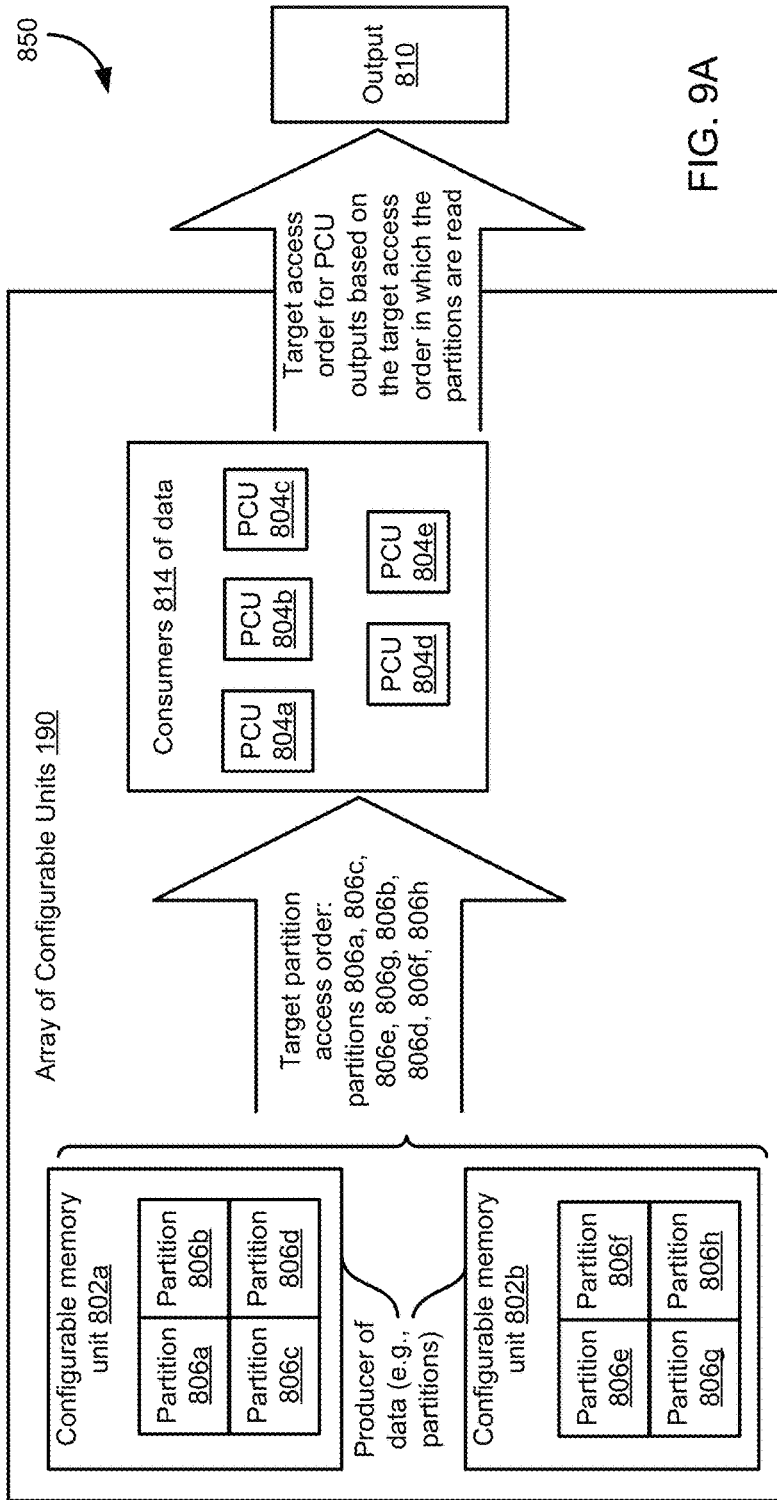 850
Array of Configurable Units 190
Configurable memory
unit 802a
Partition
806a
Partition
806b
Partition
806c
Partition
806d
Producer of
data (e.g.,
partitions)
Configurable memory
unit 802b
Partition
806e
Partition
806f
Partition
806g
Partition
806h
Target partition
access order:
partitions 806a, 806c,
806e, 806g, 806b,
806d, 806f, 806h
Consumers 814 of data
PCU
804a
PCU
804b
PCU
804c
PCU
804d
PCU
804e
Target access
order for PCU
outputs based on
the target access
order in which the
partitions are read
Output
810
FIG. 9A